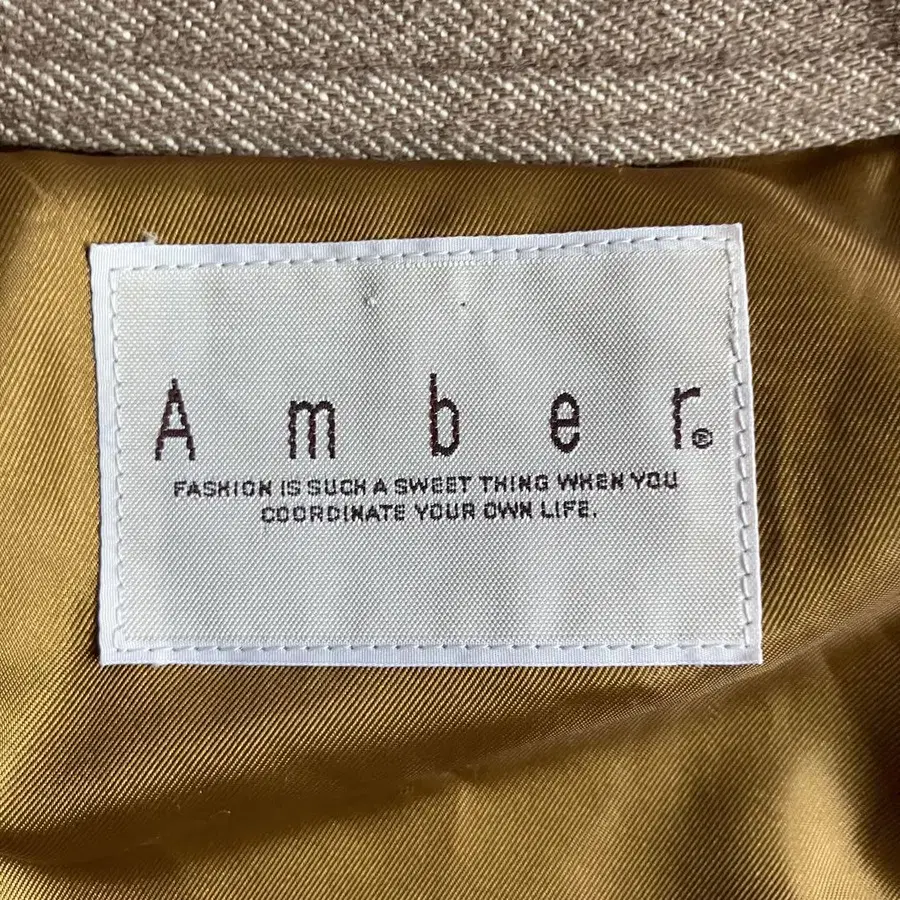 Amber®
FASHION IS SUCH A SWEET THING WHEN YOU
COORDINATE YOUR OWN LIFE.